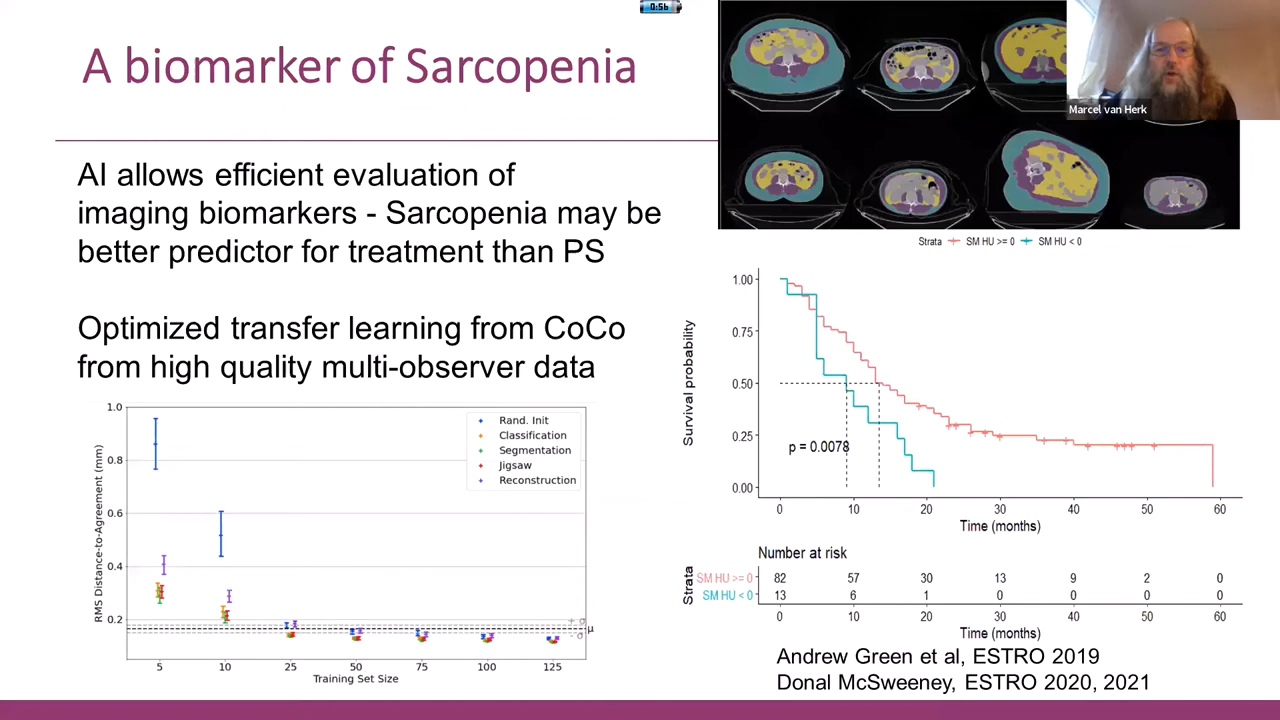 0:56
A biomarker of Sarcopenia
Marcel van Herk
AI allows efficient evaluation of
imaging biomarkers - Sarcopenia may be
better predictor for treatment than PS
Optimized transfer learning from CoCo
from high quality multi-observer data
1.0
0.8
0.6
0.4
0.2
RMS Distance-to-Agreement (mm)
Rand. Init
Classification
Segmentation
Jigsaw
Reconstruction
+ σ
μ
- σ
5 10 25 50 75 100 125
Training Set Size
Strata SM HU >= 0 SM HU < 0
1.00
0.75
0.50
0.25
0.00
Survival probability
p = 0.0078
0 10 20 30 40 50 60
Time (months)
Number at risk
Strata
SM HU >= 0 82 57 30 13 9 2 0
SM HU < 0 13 6 1 0 0 0 0
0 10 20 30 40 50 60
Time (months)
Andrew Green et al, ESTRO 2019
Donal McSweeney, ESTRO 2020, 2021